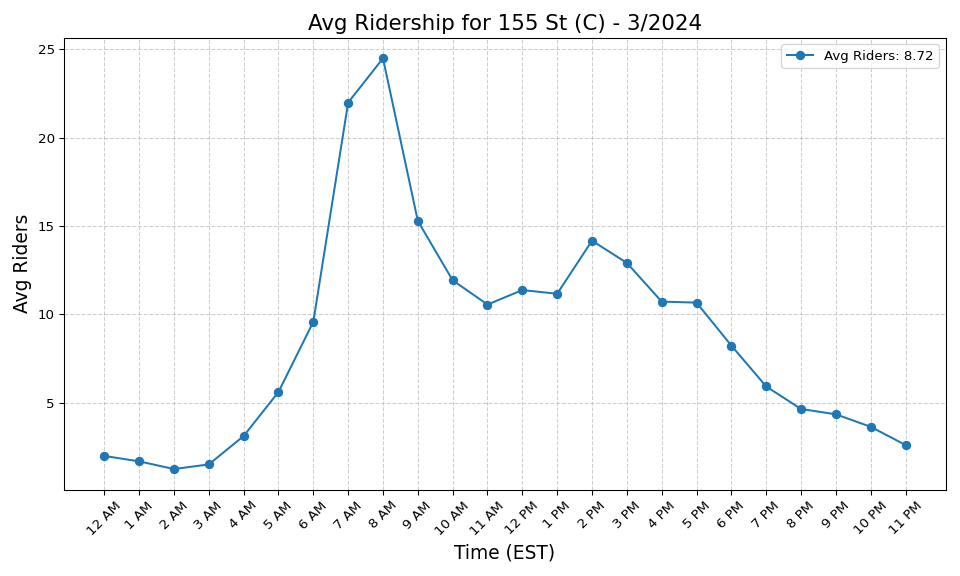 Avg Ridership for 155 St (C) - 3/2024
Avg Riders: 8.72
Avg Riders
25
20
15
10
5
12 AM
1 AM
2 AM
3 AM
4 AM
5 AM
6 AM
7 AM
8 AM
9 AM
10 AM
11 AM
12 PM
1 PM
2 PM
3 PM
4 PM
5 PM
6 PM
7 PM
8 PM
9 PM
10 PM
11 PM
Time (EST)